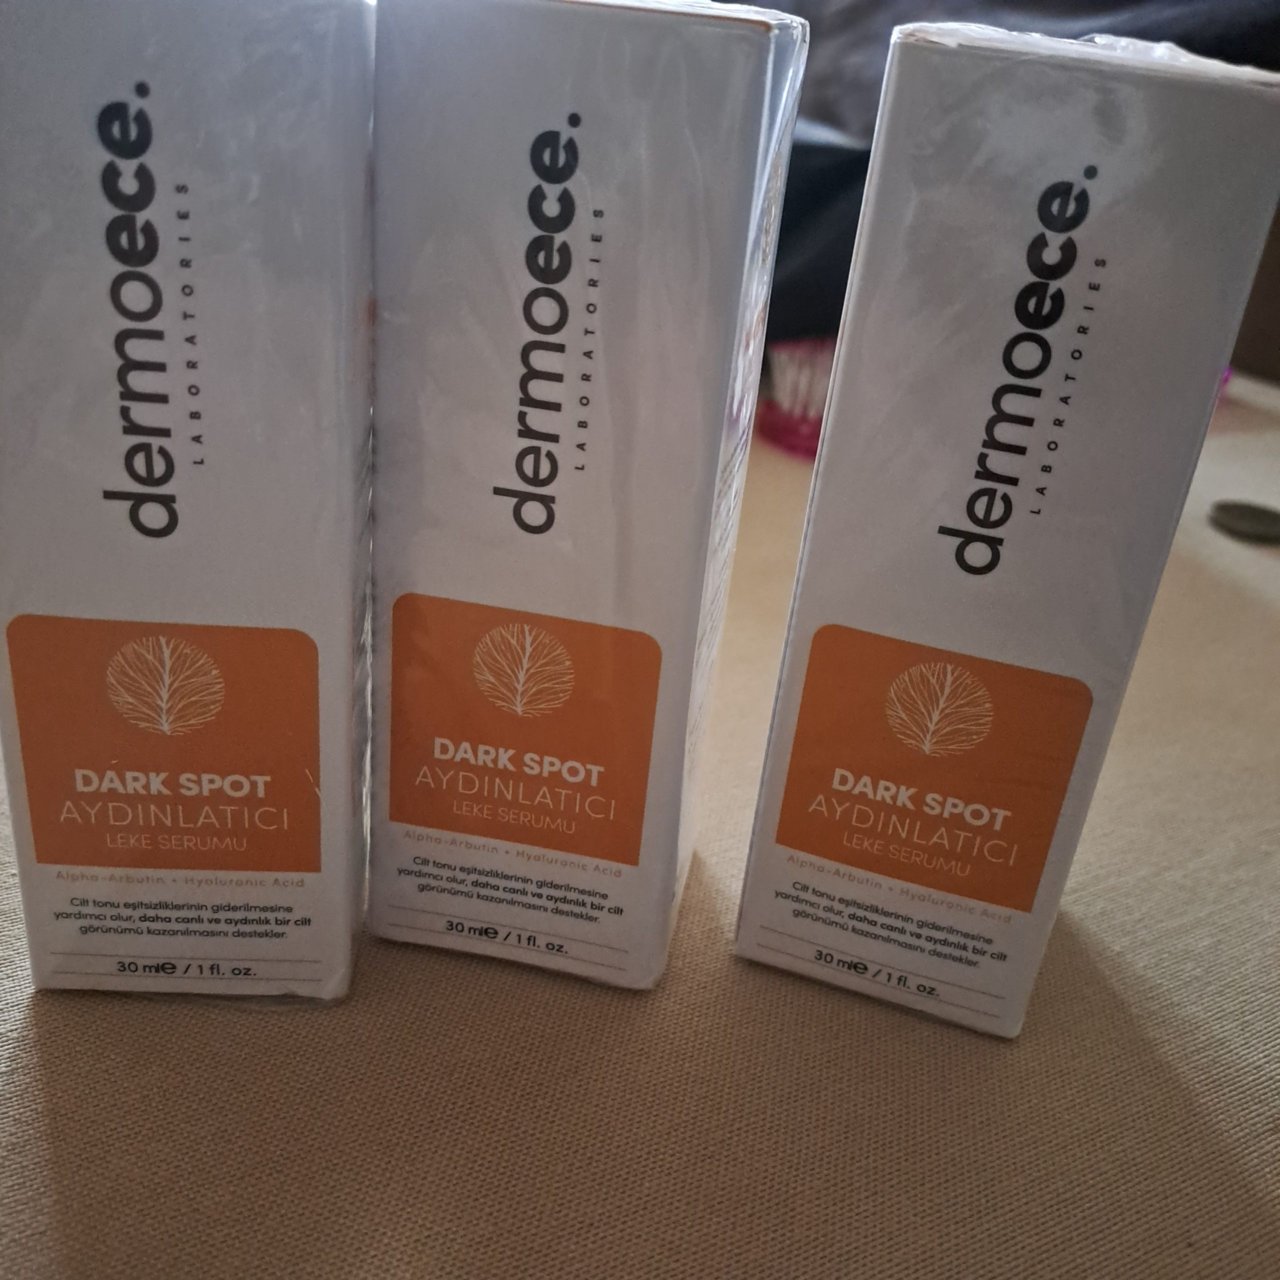 dermoece.
LABORATORIES
DARK SPOT
AYDINLATICI
LEKE SERUMU
Alpha-Arbutin + Hyaluronic Acid
Cilt tonu eşitsizliklerinin giderilmesine
yardımcı olur, daha canlı ve aydınlık bir cilt
görünümü kazanılmasını destekler.
30 ml℮ / 1 fl. oz.
dermoece.
LABORATORIES
DARK SPOT
AYDINLATICI
LEKE SERUMU
Alpha-Arbutin + Hyaluronic Acid
Cilt tonu eşitsizliklerinin giderilmesine
yardımcı olur, daha canlı ve aydınlık bir cilt
görünümü kazanılmasını destekler.
30 ml℮ / 1 fl. oz.
dermoece.
LABORATORIES
DARK SPOT
AYDINLATICI
LEKE SERUMU
Alpha-Arbutin + Hyaluronic Acid
Cilt tonu eşitsizliklerinin giderilmesine
yardımcı olur, daha canlı ve aydınlık bir cilt
görünümü kazanılmasını destekler.
30 ml℮ / 1 fl. oz.